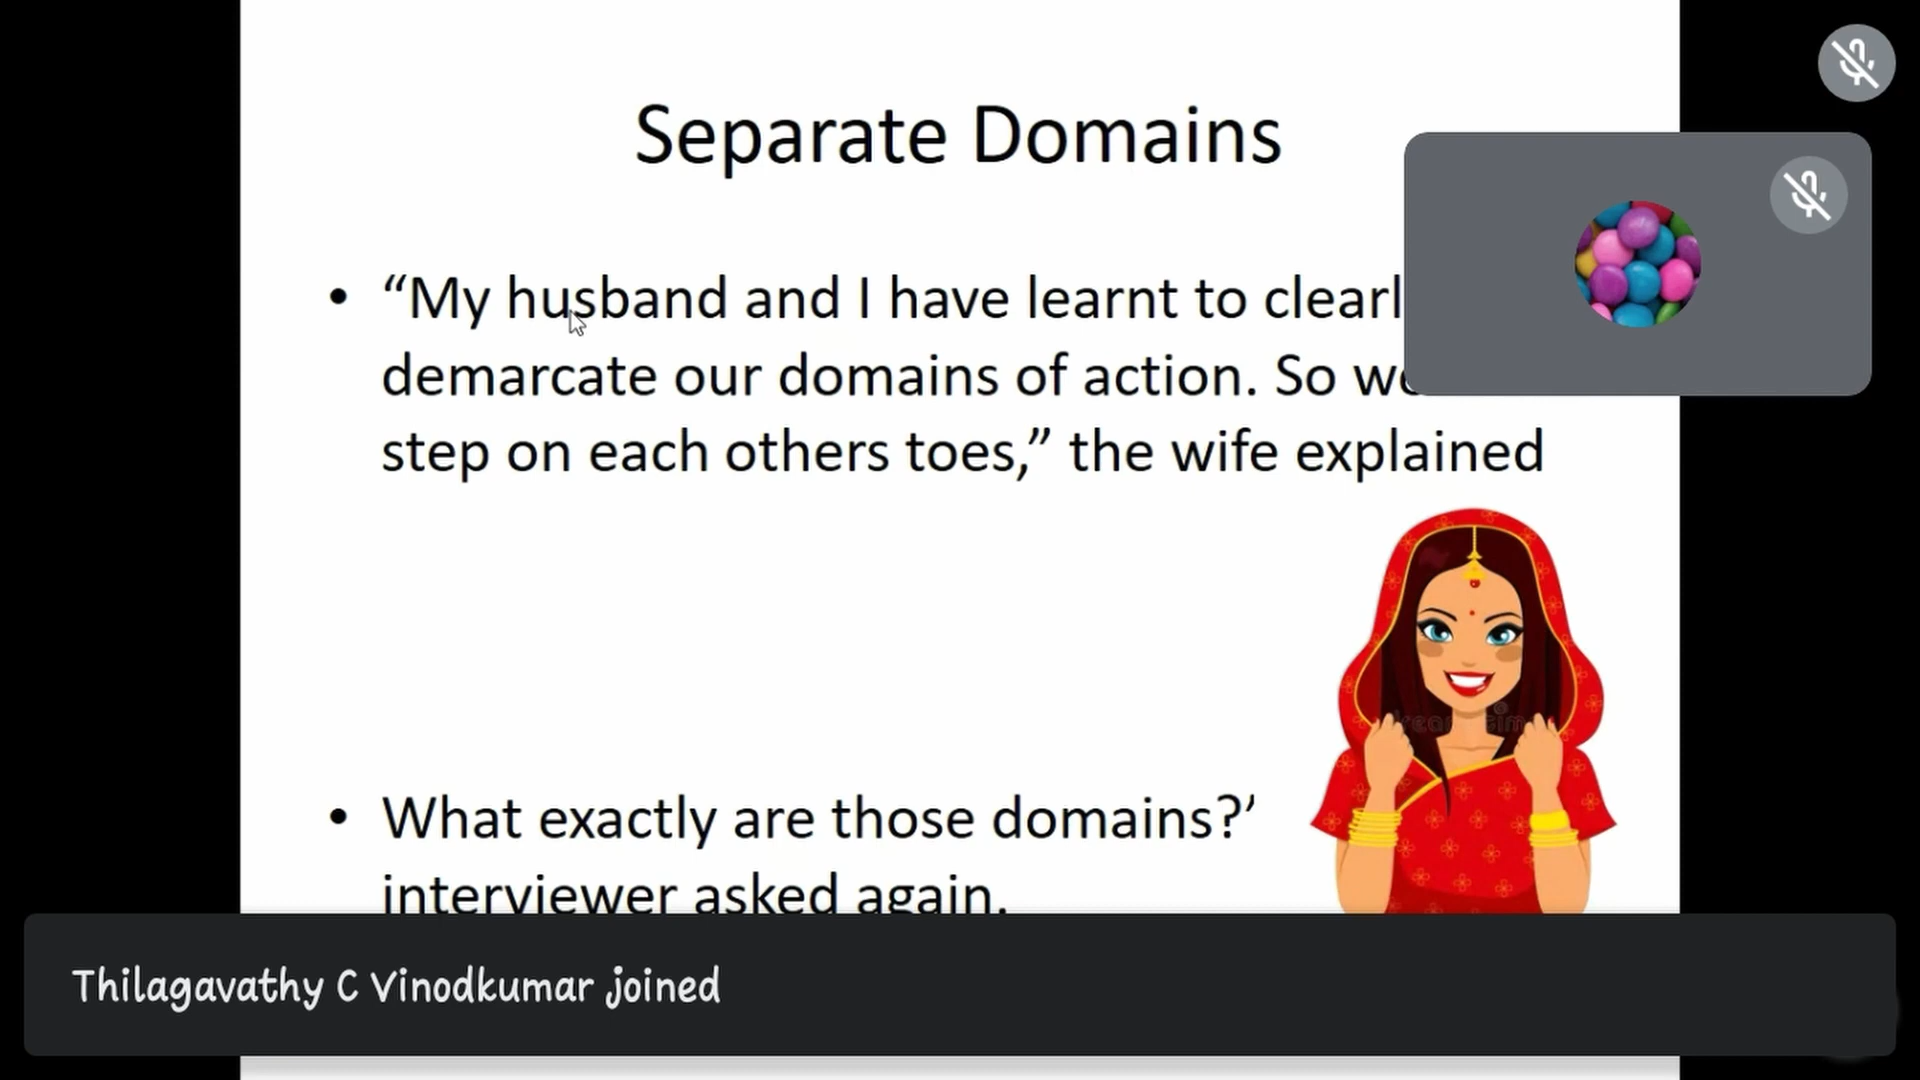 Separate Domains
• “My husband and I have learnt to clearl
demarcate our domains of action. So
step on each others toes,” the wife explained
• What exactly are those domains?’
interviewer asked again.
Thilagavathy C Vinodkumar joined